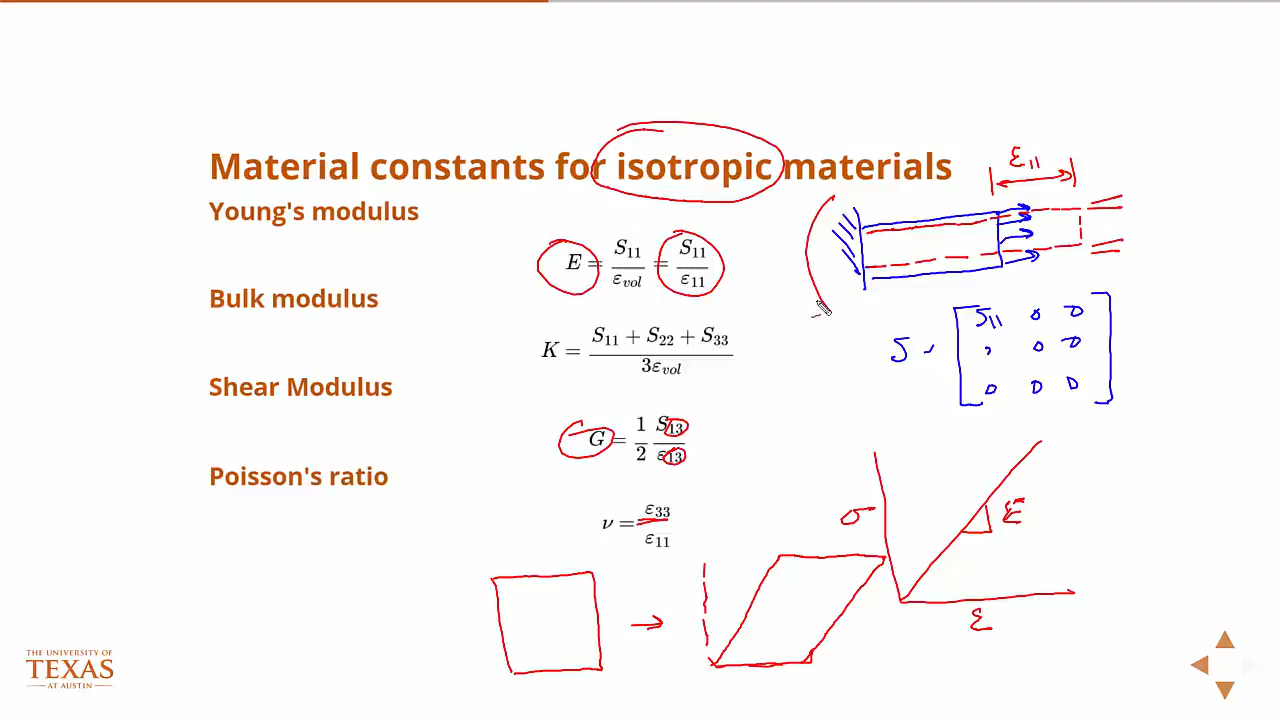 Material constants for isotropic materials
Young's modulus
E = S₁₁/ε_vol = S₁₁/ε₁₁
Bulk modulus
K = (S₁₁ + S₂₂ + S₃₃)/(3ε_vol)
Shear Modulus
G = 1/2 S₁₃/ε₁₃
Poisson's ratio
ν = ε₃₃/ε₁₁
ε₁₁
S₁₁ 0 0
0 0
0 0 0
σ
E
ε
THE UNIVERSITY OF
TEXAS
AT AUSTIN